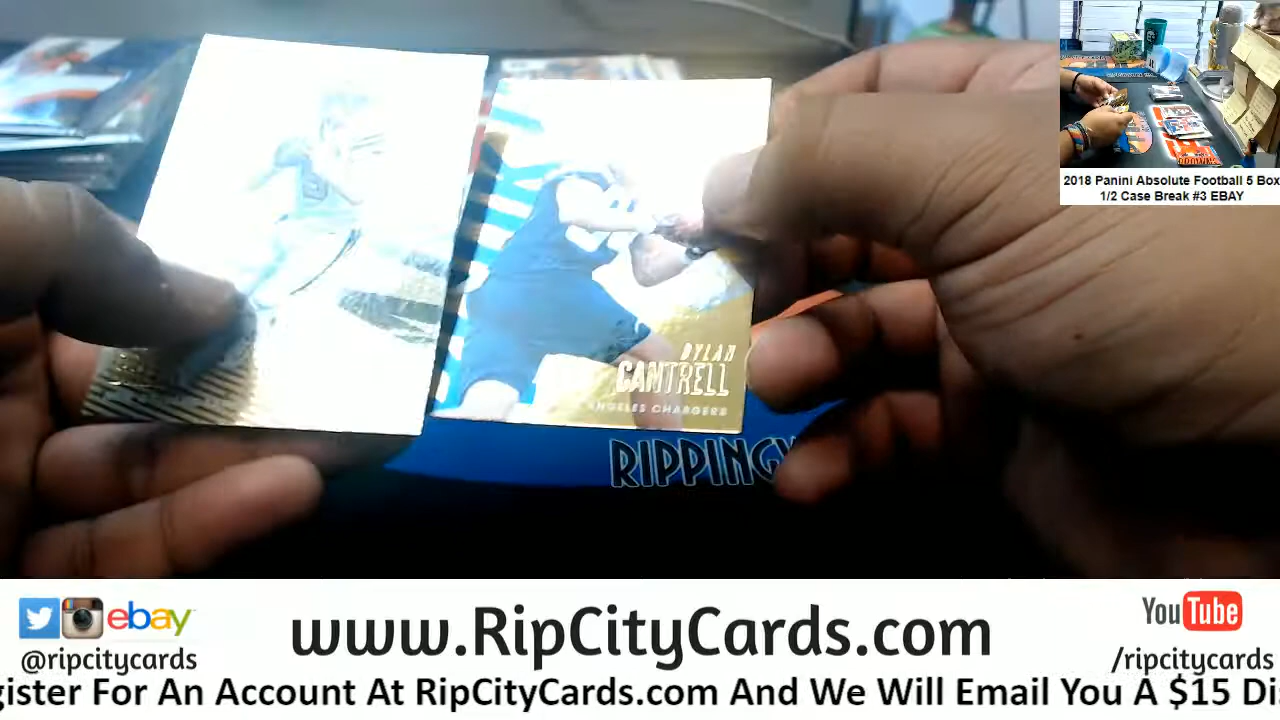 2018 Panini Absolute Football 5 Box
1/2 Case Break #3 EBAY
DYLAN
CANTRELL
ANGELES CHARGERS
RIPPING
ebay
@ripcitycards
www.RipCityCards.com
YouTube
/ripcitycards
gister For An Account At RipCityCards.com And We Will Email You A $15 Di